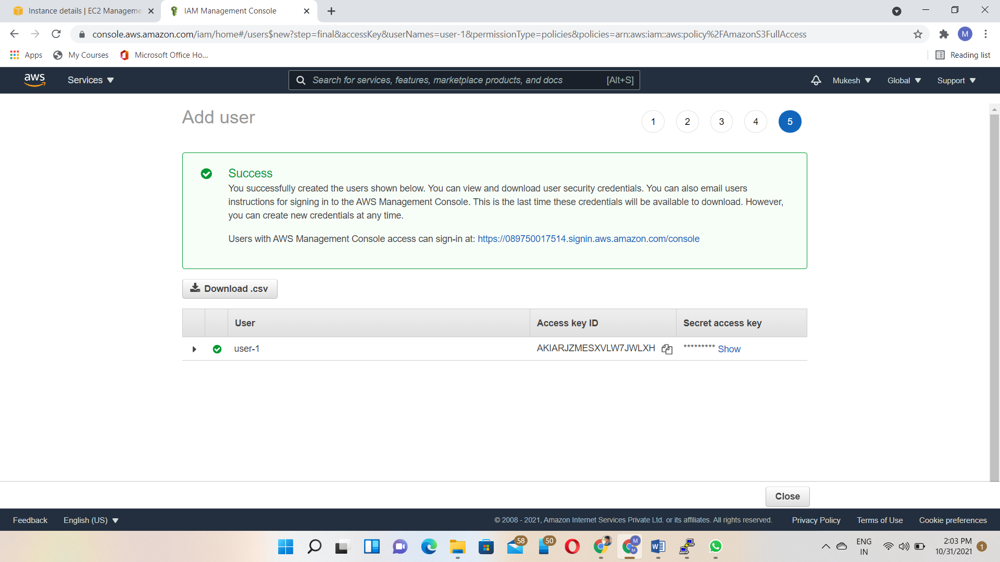 Instance details | EC2 Manageme
IAM Management Console
console.aws.amazon.com/iam/home#/users$new?step=final&accessKey&userNames=user-1&permissionType=policies&policies=arn:aws:iam::aws:policy%2FAmazonS3FullAccess
M
Apps
My Courses
Microsoft Office Ho...
Reading list
aws
Services
Search for services, features, marketplace products, and docs
[Alt+S]
Mukesh
Global
Support
Add user
1
2
3
4
5
Success
You successfully created the users shown below. You can view and download user security credentials. You can also email users
instructions for signing in to the AWS Management Console. This is the last time these credentials will be available to download. However,
you can create new credentials at any time.
Users with AWS Management Console access can sign-in at: https://089750017514.signin.aws.amazon.com/console
Download .csv
User
Access key ID
Secret access key
user-1
AKIARJZMESXVLW7JWLXH
********* Show
Close
Feedback
English (US)
© 2008 - 2021, Amazon Internet Services Private Ltd. or its affiliates. All rights reserved.
Privacy Policy
Terms of Use
Cookie preferences
58
50
M
M
ENG
IN
2:03 PM
10/31/2021
1